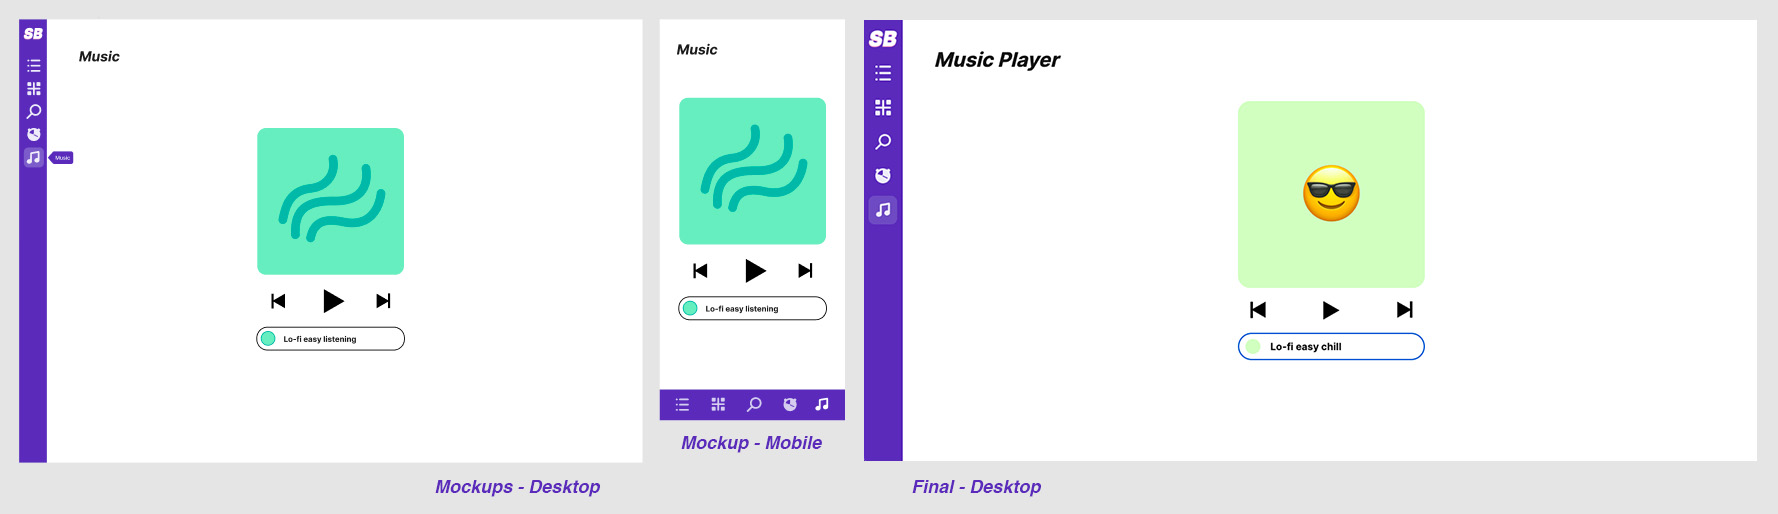 SB
Music
Music
Lo-fi easy listening
Mockups - Desktop
Music
Lo-fi easy listening
Mockup - Mobile
SB
Music Player
Lo-fi easy chill
Final - Desktop